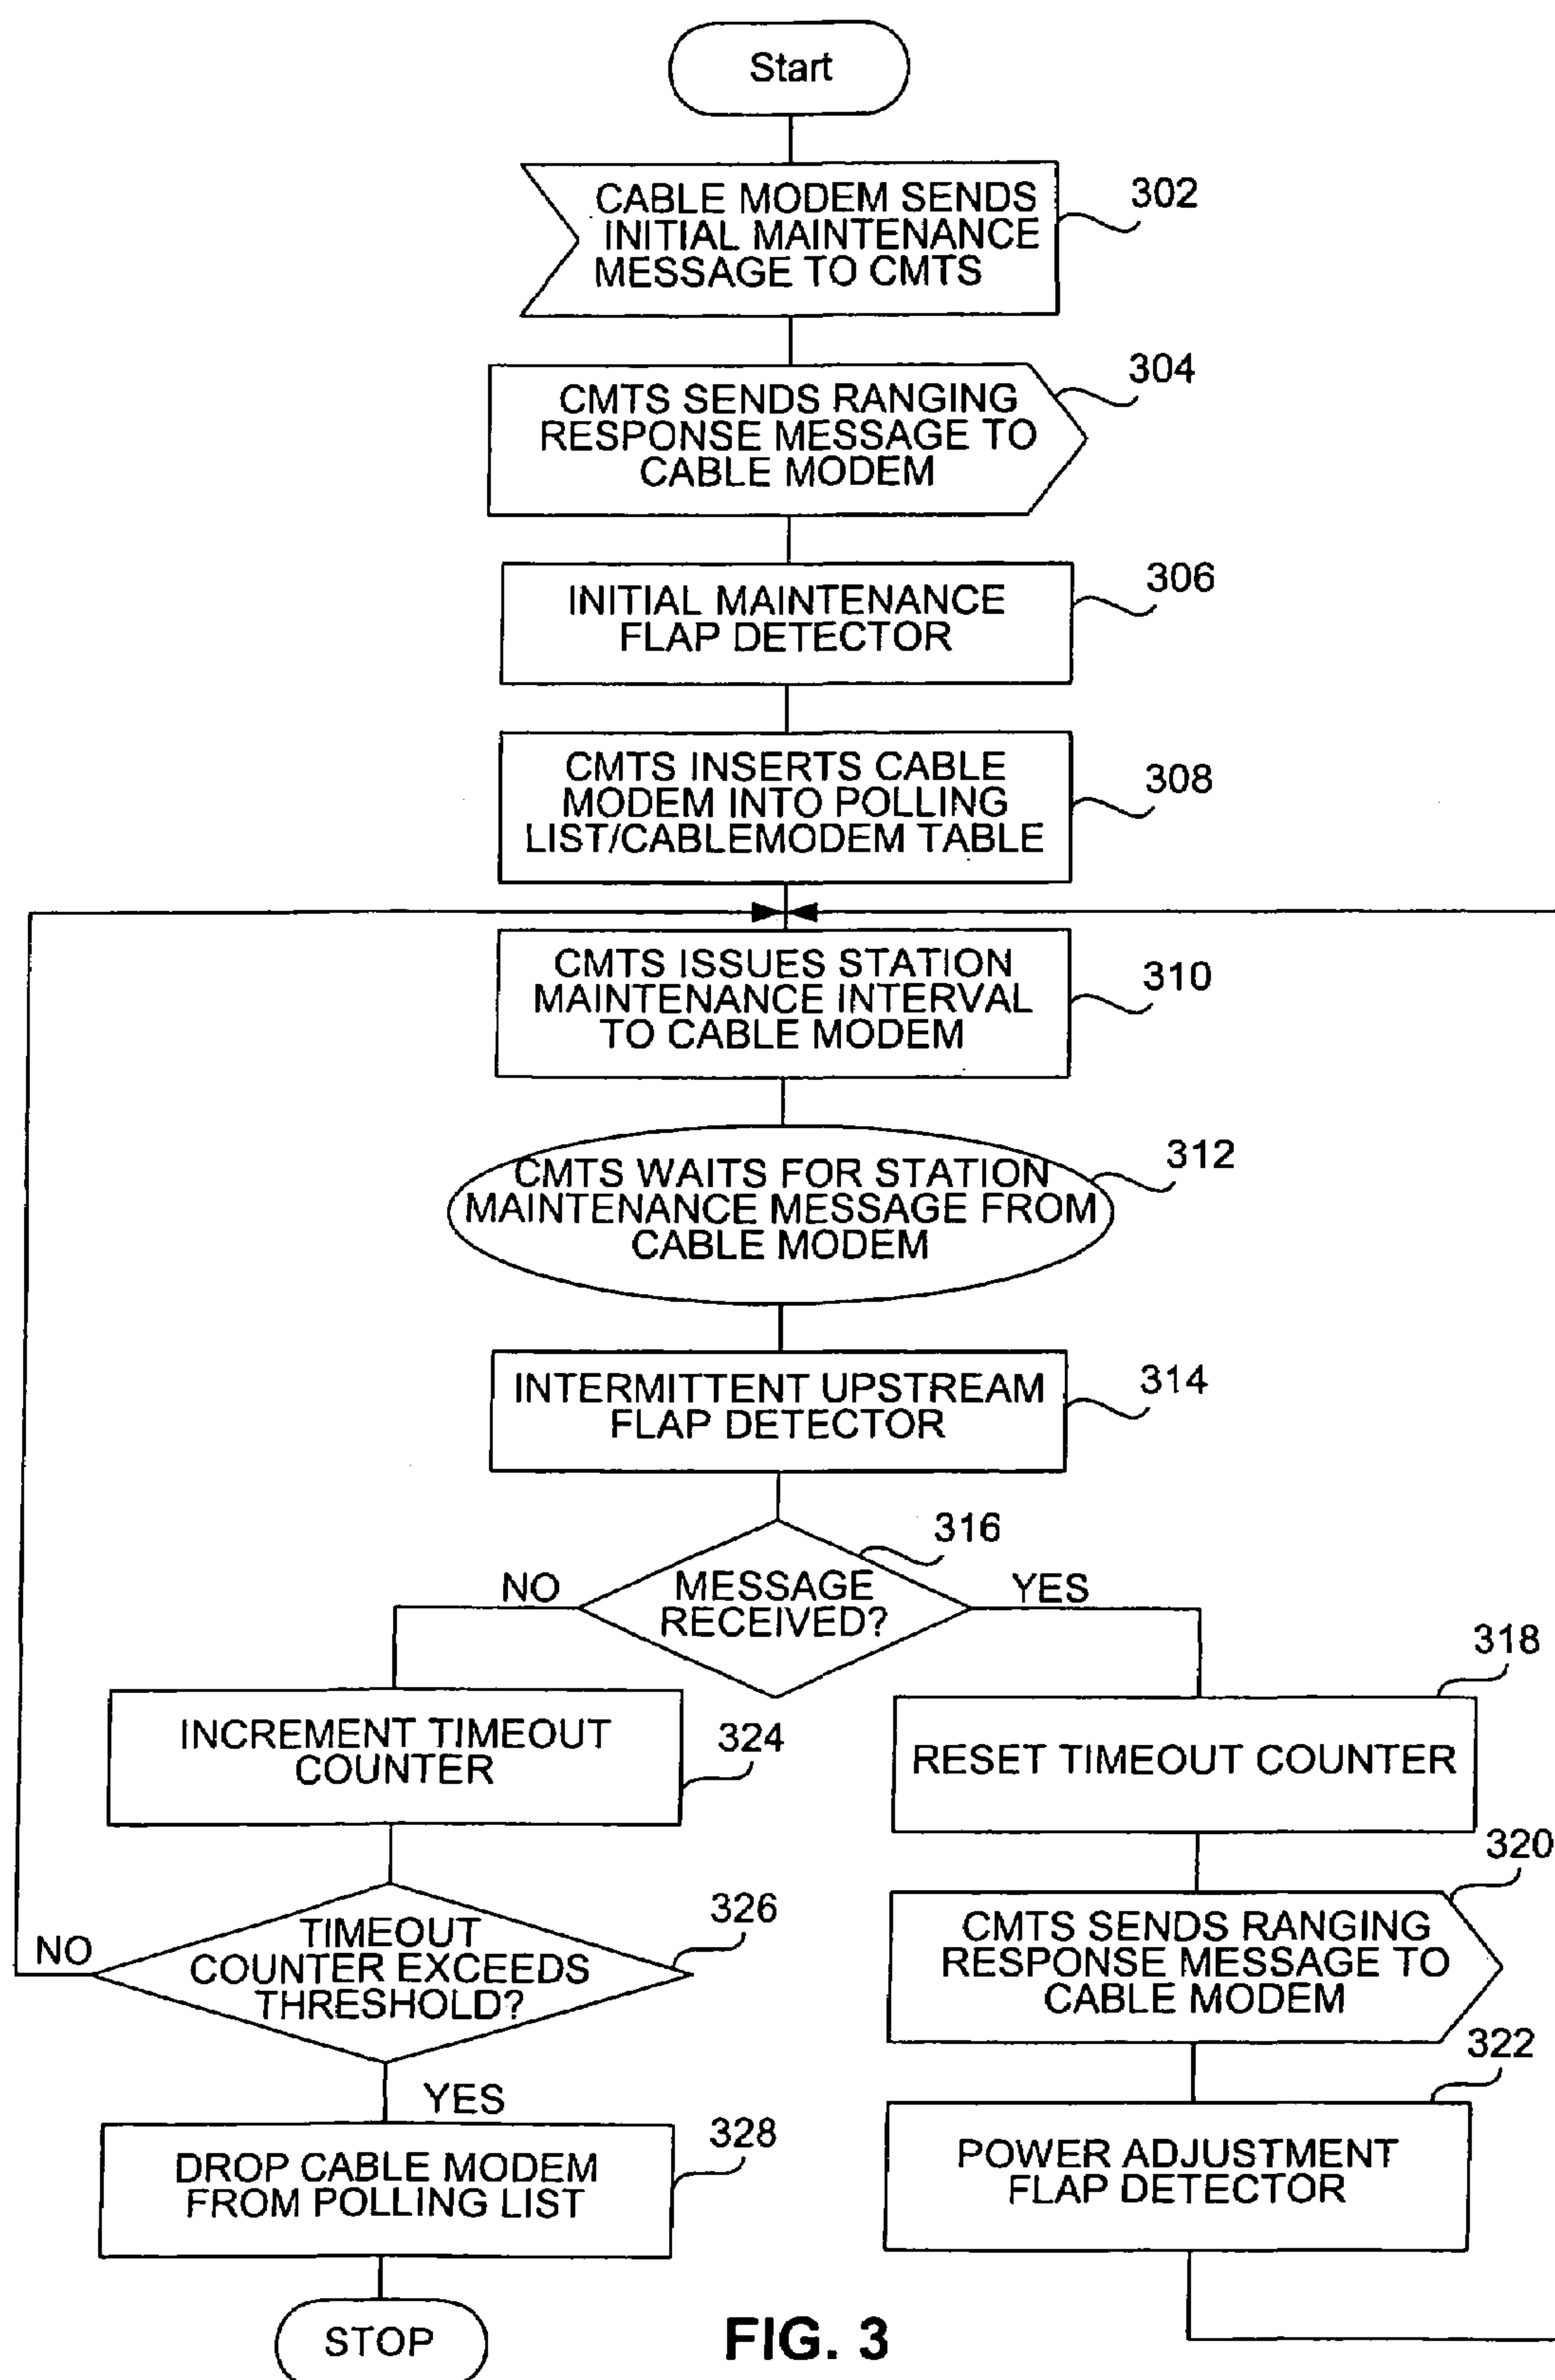 Start
CABLE MODEM SENDS
INITIAL MAINTENANCE
MESSAGE TO CMTS
302
CMTS SENDS RANGING
RESPONSE MESSAGE TO
CABLE MODEM
304
INITIAL MAINTENANCE
FLAP DETECTOR
306
CMTS INSERTS CABLE
MODEM INTO POLLING
LIST/CABLEMODEM TABLE
308
CMTS ISSUES STATION
MAINTENANCE INTERVAL
TO CABLE MODEM
310
CMTS WAITS FOR STATION
MAINTENANCE MESSAGE FROM
CABLE MODEM
312
INTERMITTENT UPSTREAM
FLAP DETECTOR
314
MESSAGE
RECEIVED?
316
NO
YES
INCREMENT TIMEOUT
COUNTER
324
RESET TIMEOUT COUNTER
318
TIMEOUT
COUNTER EXCEEDS
THRESHOLD?
326
NO
YES
CMTS SENDS RANGING
RESPONSE MESSAGE TO
CABLE MODEM
320
DROP CABLE MODEM
FROM POLLING LIST
328
POWER ADJUSTMENT
FLAP DETECTOR
322
STOP
FIG. 3